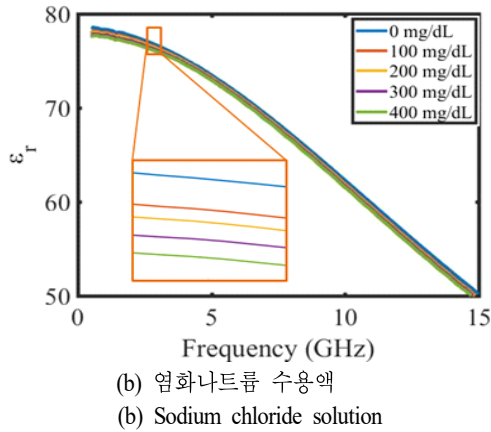 80
70
60
50
0
5
10
15
εr
Frequency (GHz)
0 mg/dL
100 mg/dL
200 mg/dL
300 mg/dL
400 mg/dL
(b) 염화나트륨 수용액
(b) Sodium chloride solution